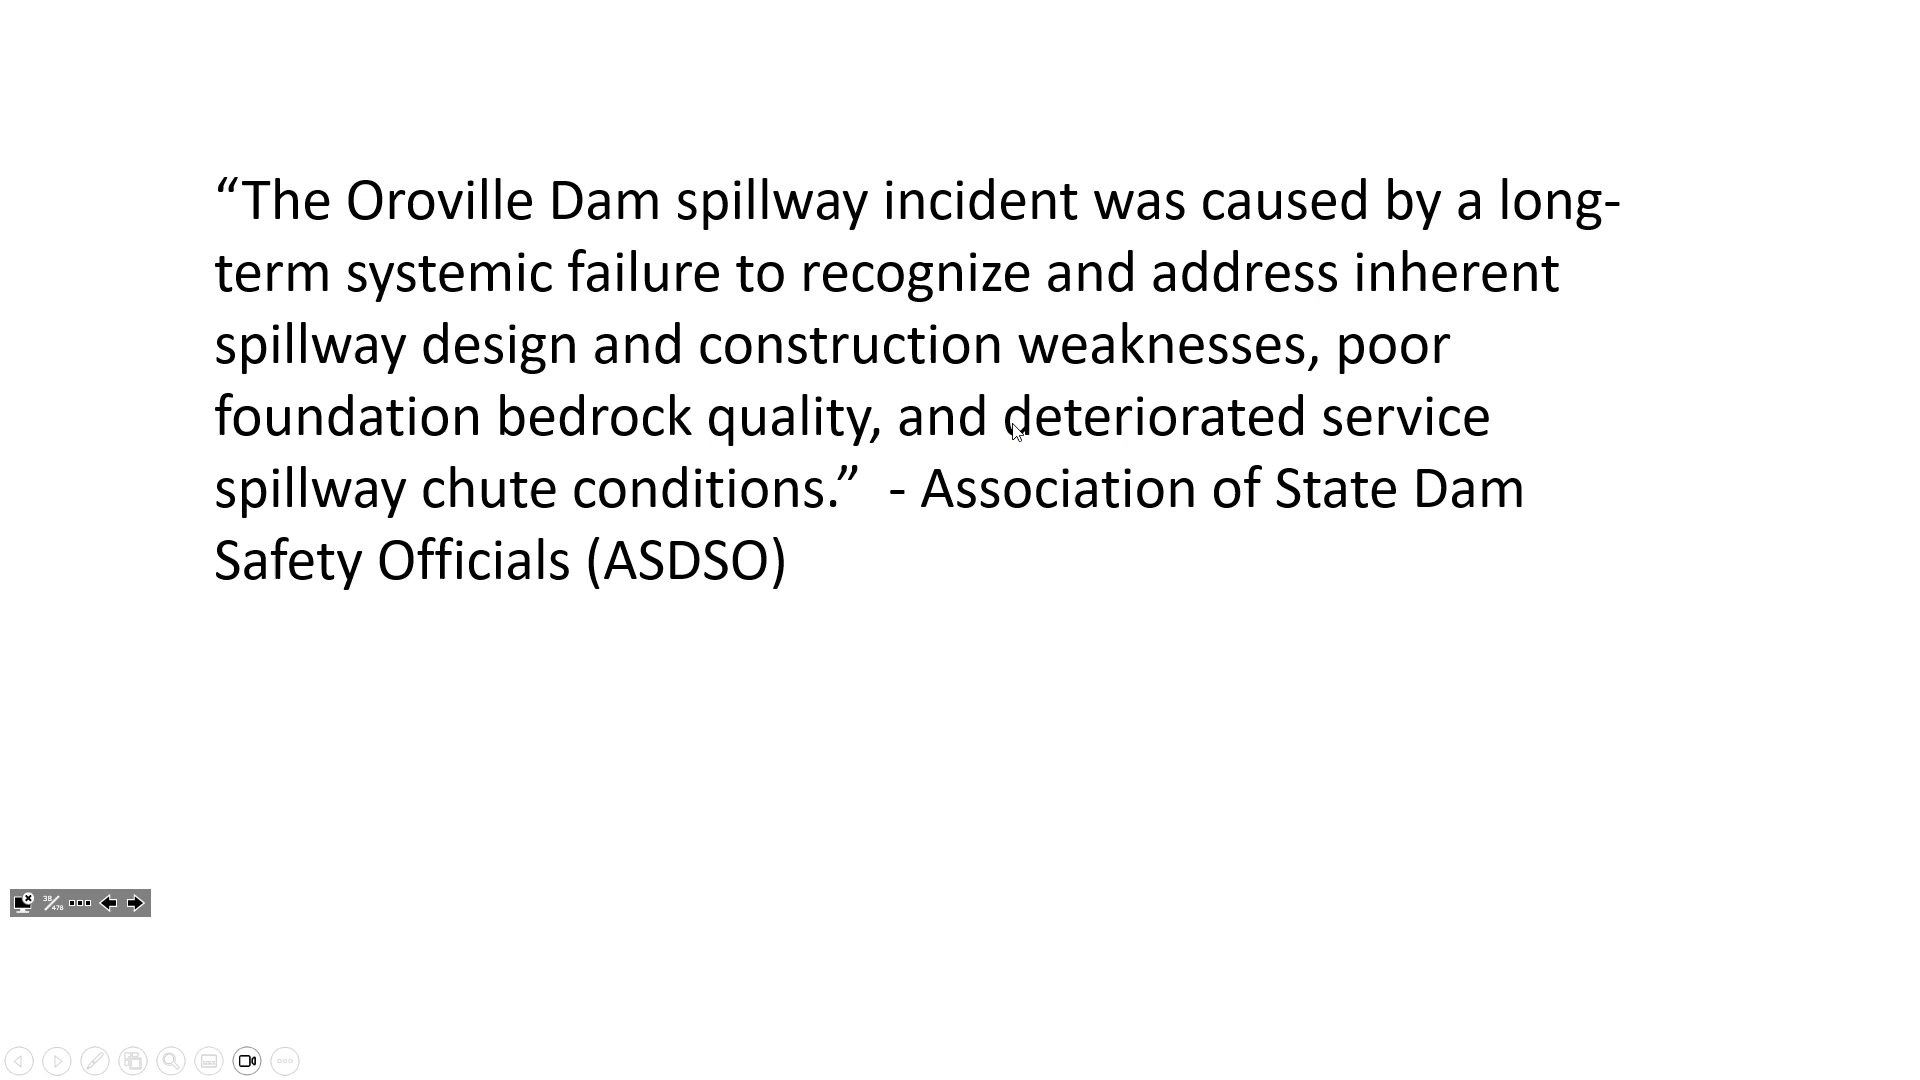 “The Oroville Dam spillway incident was caused by a long-
term systemic failure to recognize and address inherent
spillway design and construction weaknesses, poor
foundation bedrock quality, and deteriorated service
spillway chute conditions.”  - Association of State Dam
Safety Officials (ASDSO)
38/478